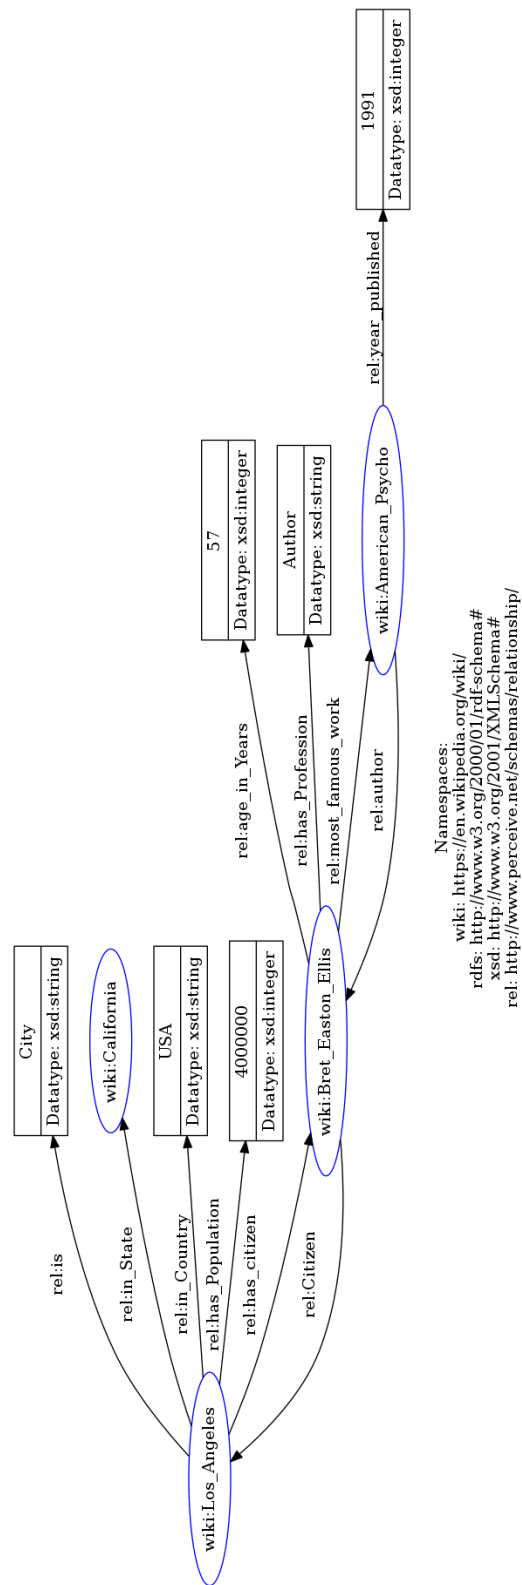 City
Datatype: xsd:string
wiki:California
USA
Datatype: xsd:string
4000000
Datatype: xsd:integer
rel:is
rel:in_State
rel:in_Country
rel:has_Population
rel:has_citizen
rel:Citizen
wiki:Los_Angeles
wiki:Bret_Easton_Ellis
57
Datatype: xsd:integer
Author
Datatype: xsd:string
rel:age_in_Years
rel:has_Profession
rel:most_famous_work
rel:author
wiki:American_Psycho
rel:year_published
1991
Datatype: xsd:integer
Namespaces:
wiki: https://en.wikipedia.org/wiki/
rdfs: http://www.w3.org/2000/01/rdf-schema#
xsd: http://www.w3.org/2001/XMLSchema#
rel: http://www.perceive.net/schemas/relationship/